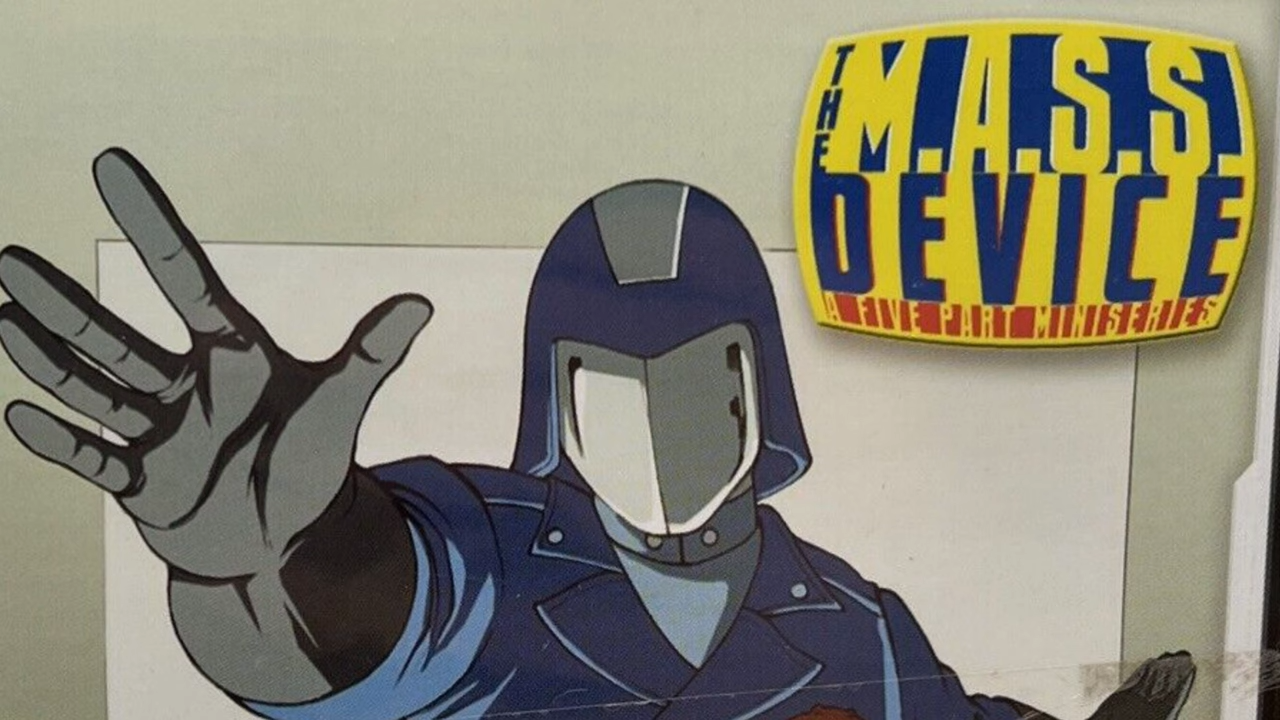 THE
M.A.S.S.
DEVICE
A FIVE PART MINISERIES